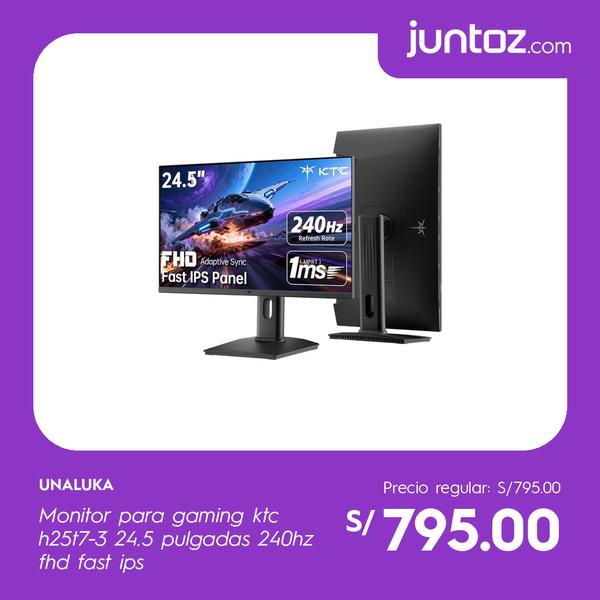 juntoz.com
24.5"
KTC
240Hz
Refresh Rate
FHD Adaptive Sync
(MPRT)
1ms
Fast IPS Panel
UNALUKA
Monitor para gaming ktc
h25t7-3 24.5 pulgadas 240hz
fhd fast ips
Precio regular: S/795.00
S/ 795.00